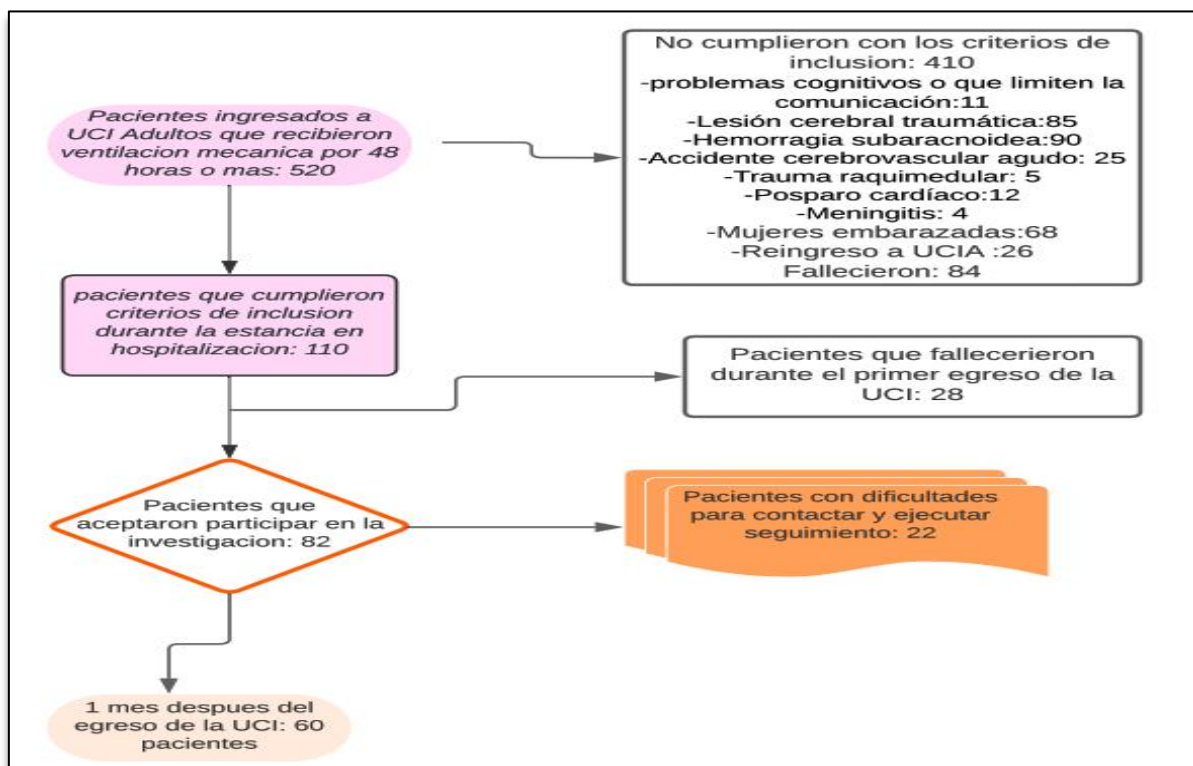 Pacientes ingresados a
UCI Adultos que recibieron
ventilacion mecanica por 48
horas o mas: 520
No cumplieron con los criterios de
inclusion: 410
-problemas cognitivos o que limiten la
comunicación:11
-Lesión cerebral traumática:85
-Hemorragia subaracnoidea:90
-Accidente cerebrovascular agudo: 25
-Trauma raquimedular: 5
-Posparo cardíaco:12
-Meningitis: 4
-Mujeres embarazadas:68
-Reingreso a UCIA :26
Fallecieron: 84
pacientes que cumplieron
criterios de inclusion
durante la estancia en
hospitalizacion: 110
Pacientes que fallecerieron
durante el primer egreso de la
UCI: 28
Pacientes que
aceptaron participar en la
investigacion: 82
Pacientes con dificultades
para contactar y ejecutar
seguimiento: 22
1 mes despues del
egreso de la UCI: 60
pacientes